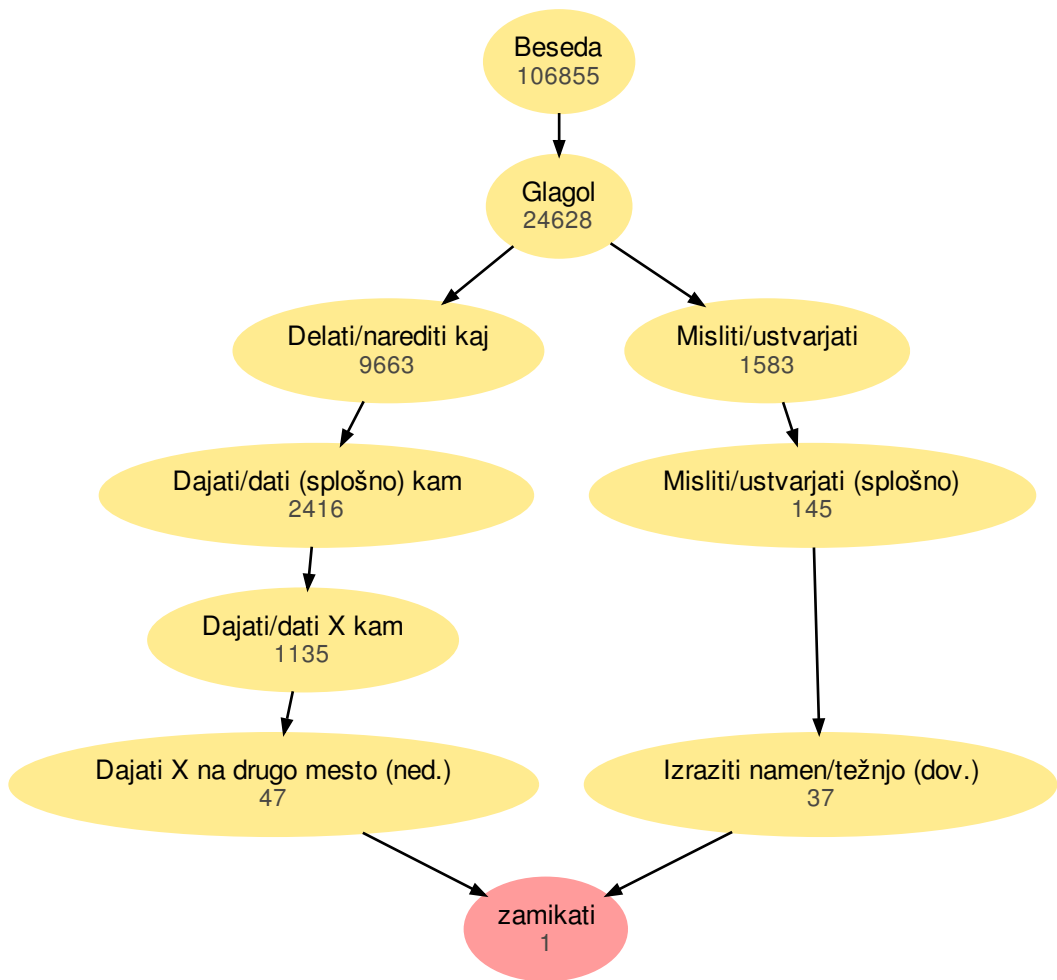 Beseda
106855
Glagol
24628
Delati/narediti kaj
9663
Misliti/ustvarjati
1583
Dajati/dati (splošno) kam
2416
Misliti/ustvarjati (splošno)
145
Dajati/dati X kam
1135
Dajati X na drugo mesto (ned.)
47
Izraziti namen/težnjo (dov.)
37
zamikati
1